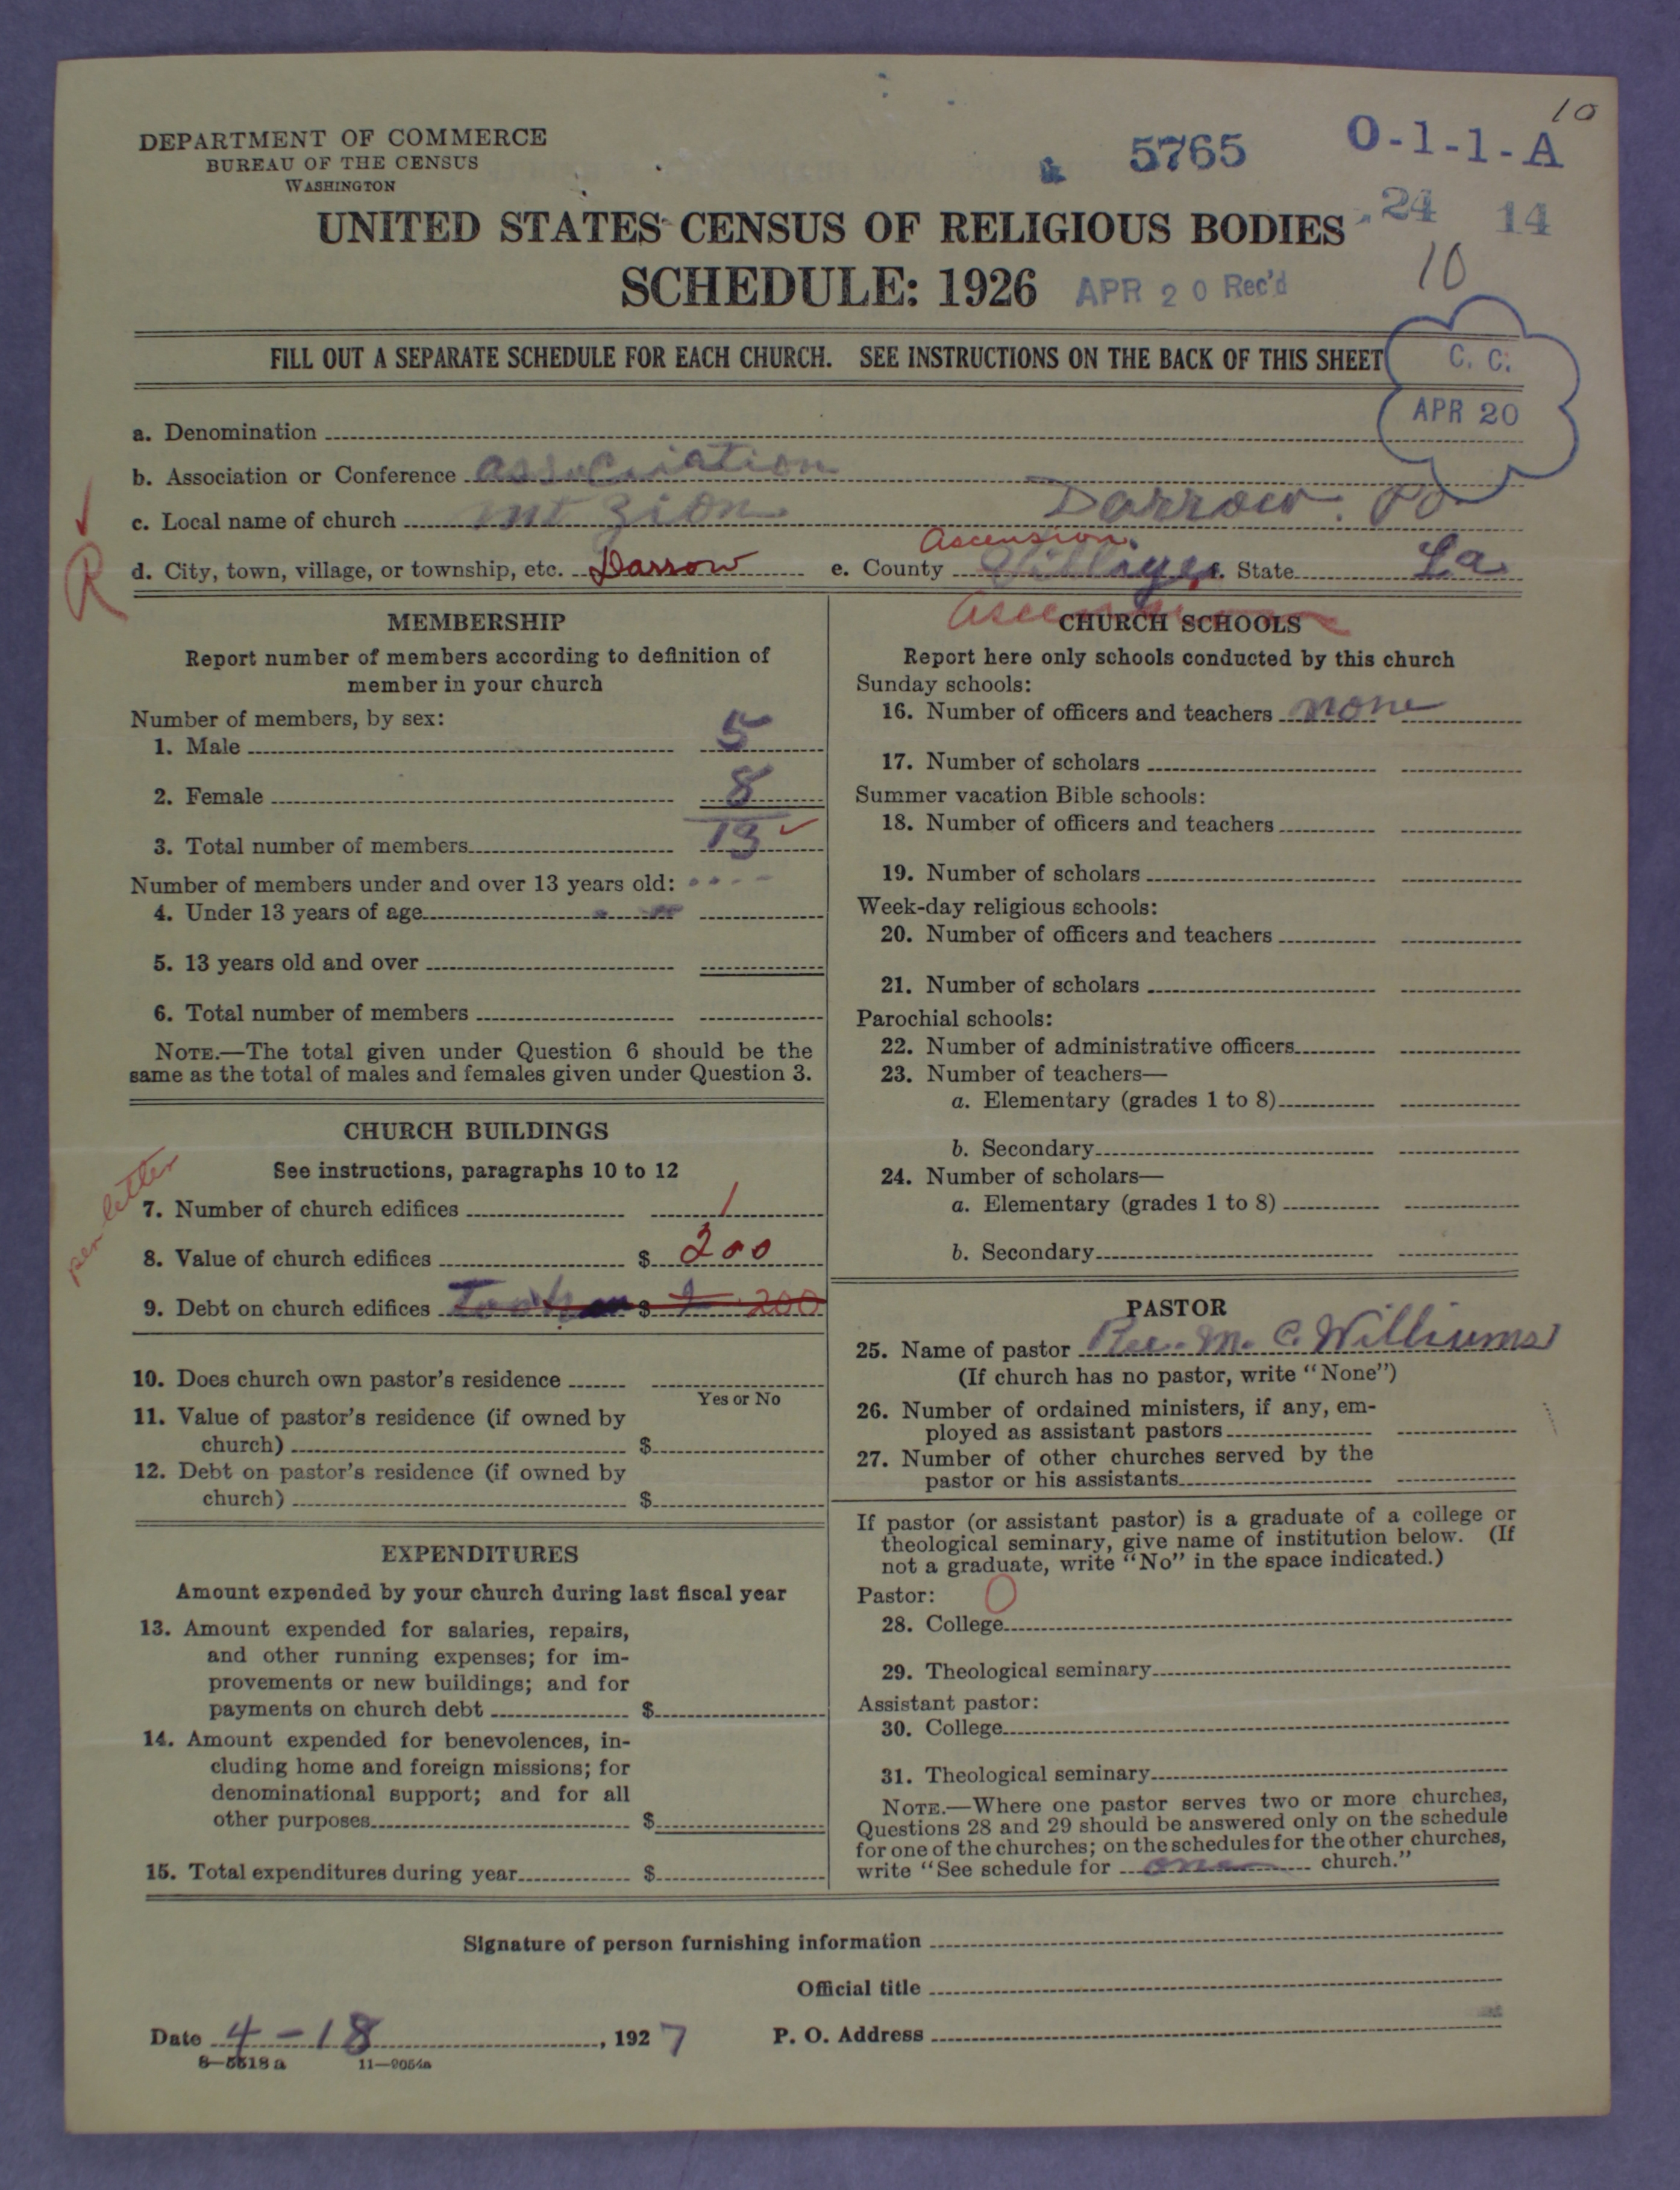 10
DEPARTMENT OF COMMERCE
BUREAU OF THE CENSUS
WASHINGTON
5765
O-1-1-A
24 14
UNITED STATES CENSUS OF RELIGIOUS BODIES
10
SCHEDULE: 1926
APR 20 Rec'd
FILL OUT A SEPARATE SCHEDULE FOR EACH CHURCH. SEE INSTRUCTIONS ON THE BACK OF THIS SHEET
C. C.
APR 20
a. Denomination
b. Association or Conference association
c. Local name of church mt zion Darrow. PO
R
Ascension
d. City, town, village, or township, etc. Darrow e. County Village f. State La
MEMBERSHIP
Report number of members according to definition of
member in your church
Number of members, by sex:
1. Male 5
2. Female 8
3. Total number of members 13
Number of members under and over 13 years old:
4. Under 13 years of age
5. 13 years old and over
6. Total number of members
NOTE.—The total given under Question 6 should be the
same as the total of males and females given under Question 3.
CHURCH BUILDINGS
See instructions, paragraphs 10 to 12
per letter
7. Number of church edifices 1
8. Value of church edifices $ 200
9. Debt on church edifices $ 200
10. Does church own pastor's residence
Yes or No
11. Value of pastor's residence (if owned by
church) $
12. Debt on pastor's residence (if owned by
church) $
EXPENDITURES
Amount expended by your church during last fiscal year
13. Amount expended for salaries, repairs,
and other running expenses; for im-
provements or new buildings; and for
payments on church debt $
14. Amount expended for benevolences, in-
cluding home and foreign missions; for
denominational support; and for all
other purposes $
15. Total expenditures during year $
CHURCH SCHOOLS
Report here only schools conducted by this church
Sunday schools:
16. Number of officers and teachers none
17. Number of scholars
Summer vacation Bible schools:
18. Number of officers and teachers
19. Number of scholars
Week-day religious schools:
20. Number of officers and teachers
21. Number of scholars
Parochial schools:
22. Number of administrative officers
23. Number of teachers—
a. Elementary (grades 1 to 8)
b. Secondary
24. Number of scholars—
a. Elementary (grades 1 to 8)
b. Secondary
PASTOR
25. Name of pastor Rev. M. C. Williums
(If church has no pastor, write "None")
26. Number of ordained ministers, if any, em-
ployed as assistant pastors
27. Number of other churches served by the
pastor or his assistants
If pastor (or assistant pastor) is a graduate of a college or
theological seminary, give name of institution below. (If
not a graduate, write "No" in the space indicated.)
Pastor: O
28. College
29. Theological seminary
Assistant pastor:
30. College
31. Theological seminary
NOTE.—Where one pastor serves two or more churches,
Questions 28 and 29 should be answered only on the schedule
for one of the churches; on the schedules for the other churches,
write "See schedule for one church."
Signature of person furnishing information
Official title
Date 4-18, 1927 P. O. Address
8—5518 a 11—9054a